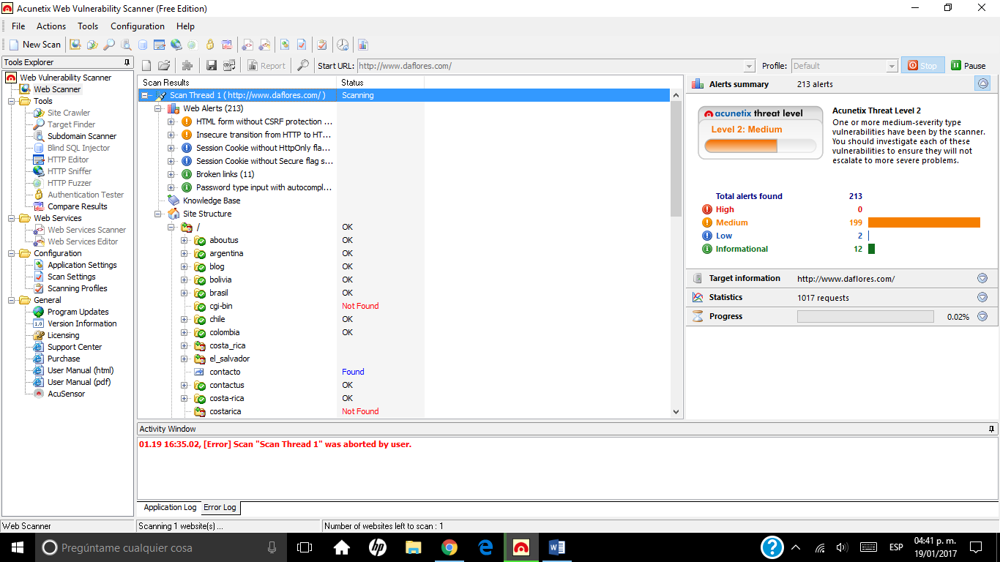 Acunetix Web Vulnerability Scanner (Free Edition)
File Actions Tools Configuration Help
New Scan
Tools Explorer
Web Vulnerability Scanner
Web Scanner
Tools
Site Crawler
Target Finder
Subdomain Scanner
Blind SQL Injector
HTTP Editor
HTTP Sniffer
HTTP Fuzzer
Authentication Tester
Compare Results
Web Services
Web Services Scanner
Web Services Editor
Configuration
Application Settings
Scan Settings
Scanning Profiles
General
Program Updates
1.0 Version Information
Licensing
Support Center
Purchase
User Manual (html)
User Manual (pdf)
AcuSensor
Report Start URL: http://www.daflores.com/ Profile: Default Stop Pause
Scan Results Status
Scan Thread 1 ( http://www.daflores.com/ ) Scanning
Web Alerts (213)
HTML form without CSRF protection ...
Insecure transition from HTTP to HT...
Session Cookie without HttpOnly fla...
Session Cookie without Secure flag s...
Broken links (11)
Password type input with autocompl...
Knowledge Base
Site Structure
/ OK
aboutus OK
argentina OK
blog OK
bolivia OK
brasil OK
cgi-bin Not Found
chile OK
colombia OK
costa_rica
el_salvador
contacto Found
contactus OK
costa-rica OK
costarica Not Found
Alerts summary 213 alerts
acunetix threat level
Level 2: Medium
Acunetix Threat Level 2
One or more medium-severity type
vulnerabilities have been by the scanner.
You should investigate each of these
vulnerabilities to ensure they will not
escalate to more severe problems.
Total alerts found 213
High 0
Medium 199
Low 2
Informational 12
Target information http://www.daflores.com/
Statistics 1017 requests
Progress 0.02%
Activity Window
01.19 16:35.02, [Error] Scan "Scan Thread 1" was aborted by user.
Application Log Error Log
Web Scanner Scanning 1 website(s) ... Number of websites left to scan : 1
Pregúntame cualquier cosa
ESP
04:41 p. m.
19/01/2017